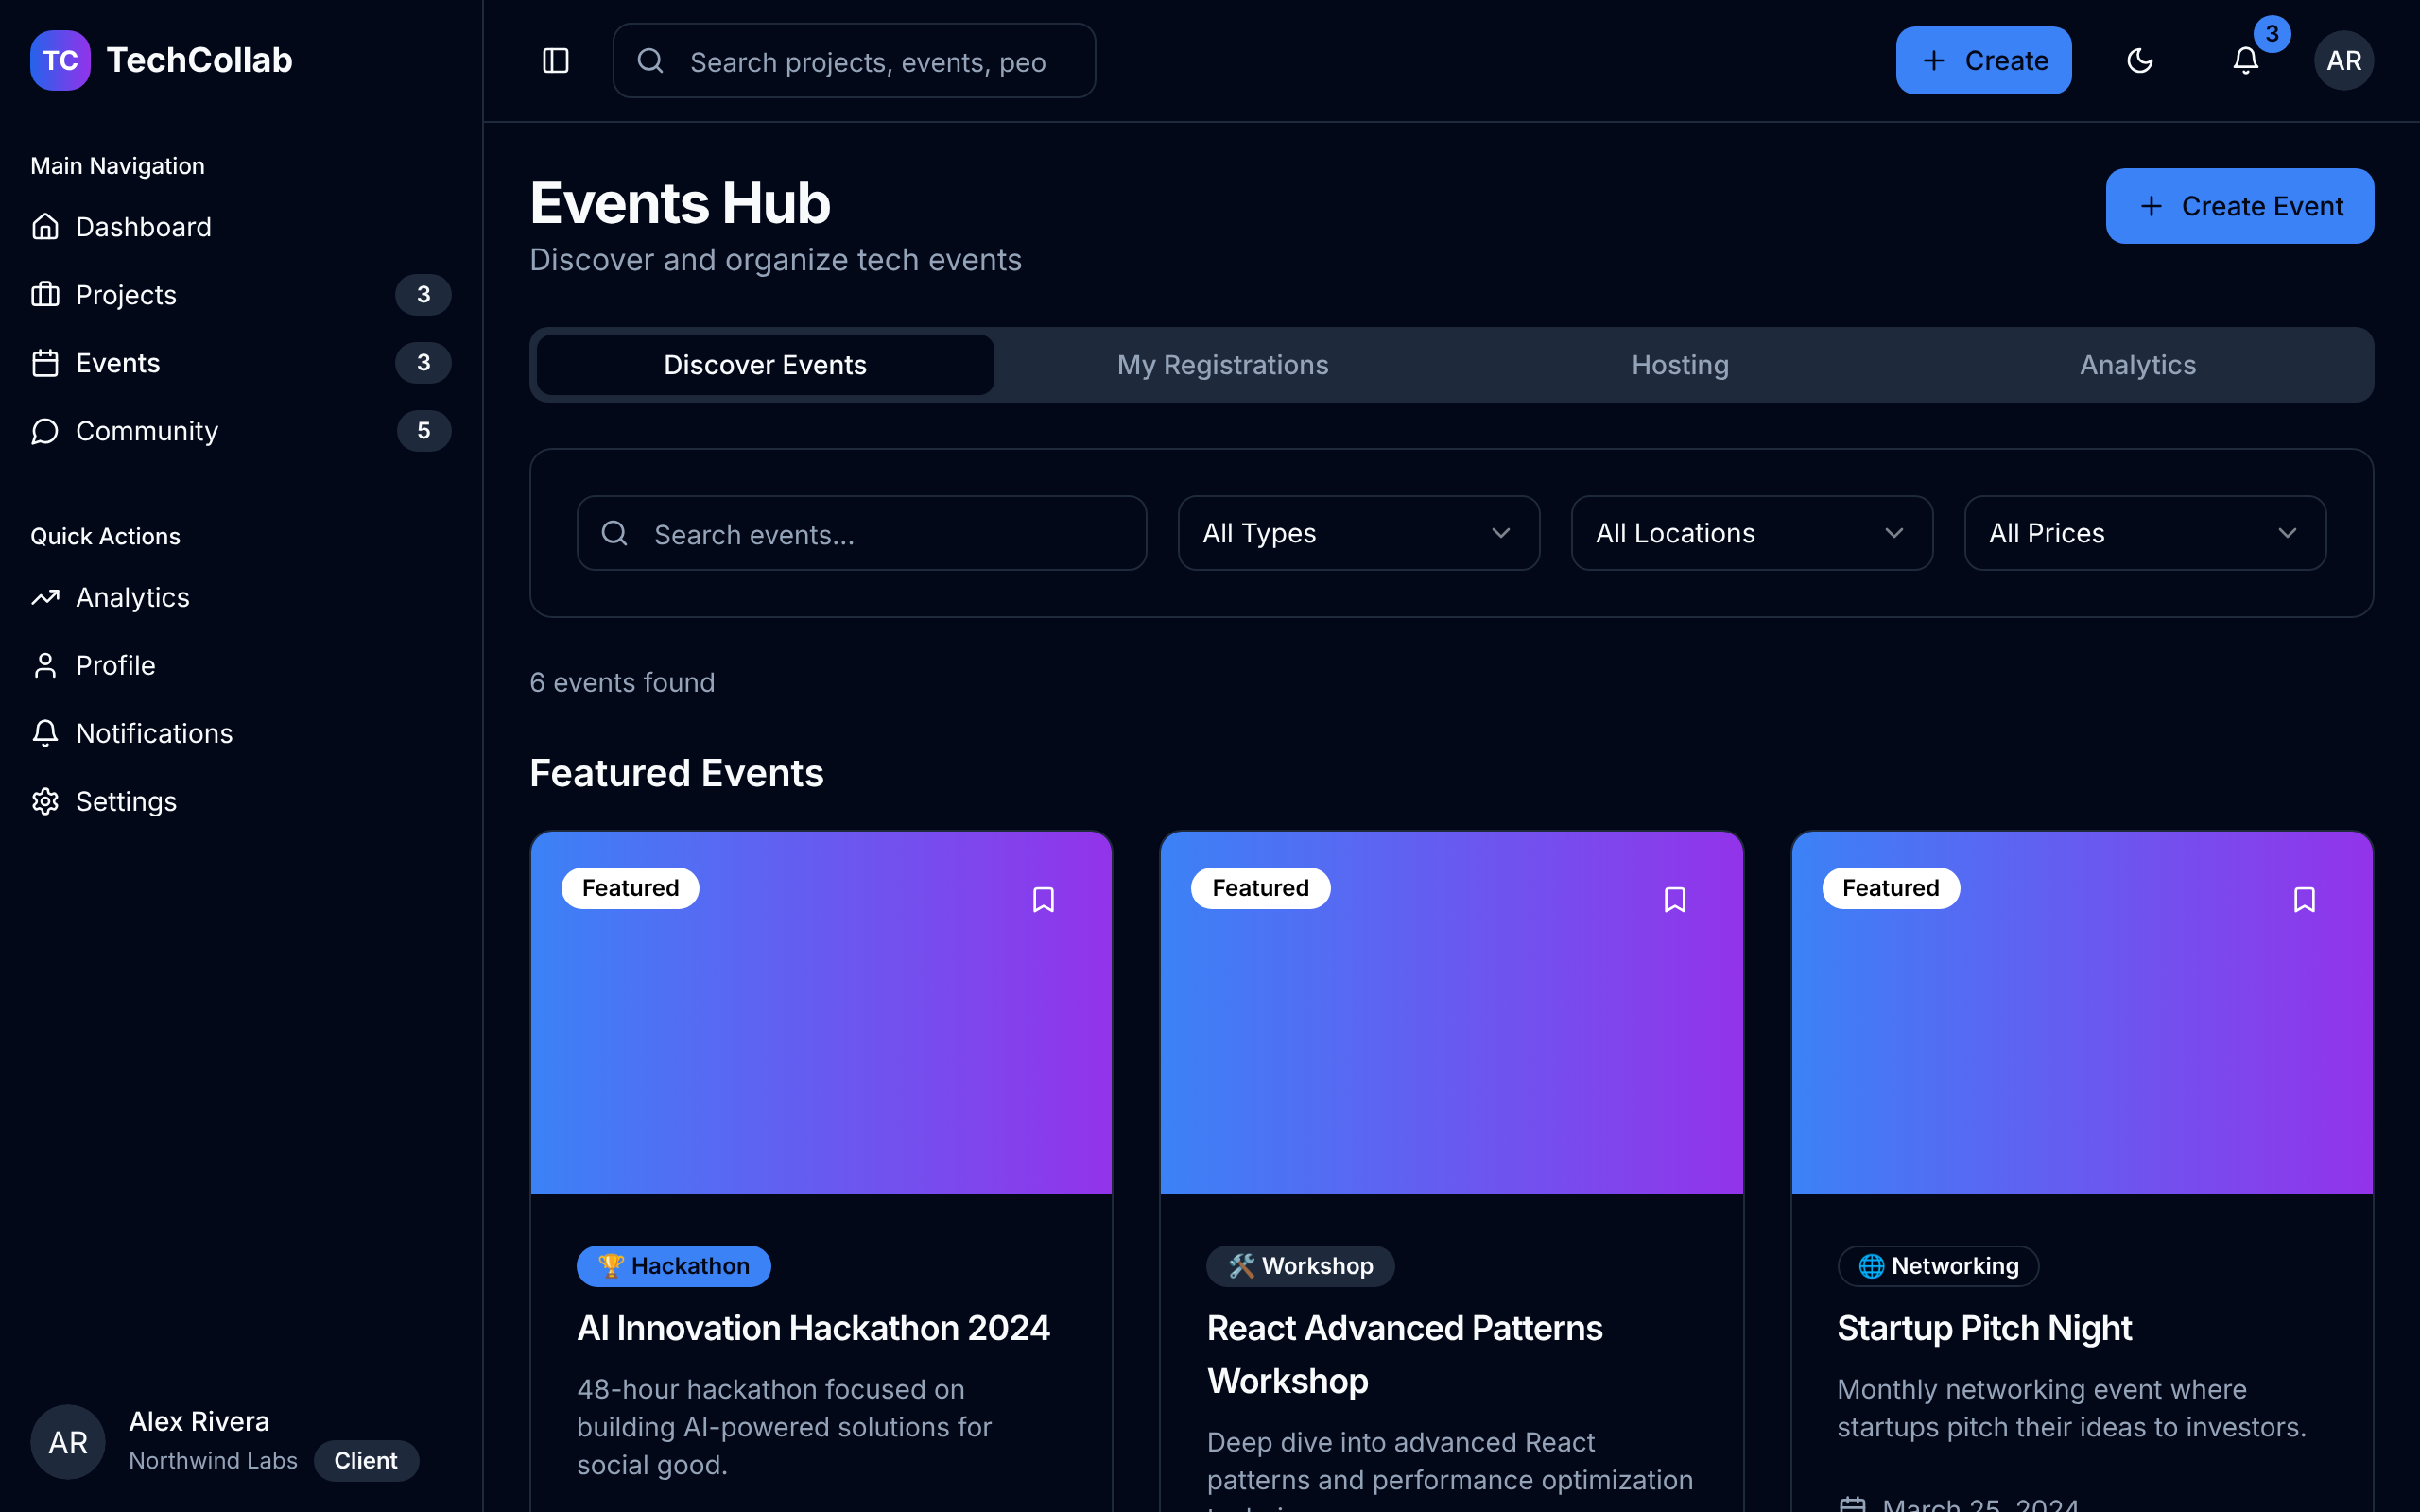 TC TechCollab
Main Navigation
Dashboard
Projects 3
Events 3
Community 5
Quick Actions
Analytics
Profile
Notifications
Settings
AR
Alex Rivera
Northwind Labs Client
Search projects, events, peo
+ Create
3
AR
Events Hub
Discover and organize tech events
+ Create Event
Discover Events My Registrations Hosting Analytics
Search events...
All Types
All Locations
All Prices
6 events found
Featured Events
Featured
🏆 Hackathon
AI Innovation Hackathon 2024
48-hour hackathon focused on
building AI-powered solutions for
social good.
Featured
🛠️ Workshop
React Advanced Patterns
Workshop
Deep dive into advanced React
patterns and performance optimization
Featured
🌐 Networking
Startup Pitch Night
Monthly networking event where
startups pitch their ideas to investors.
March 25, 2024